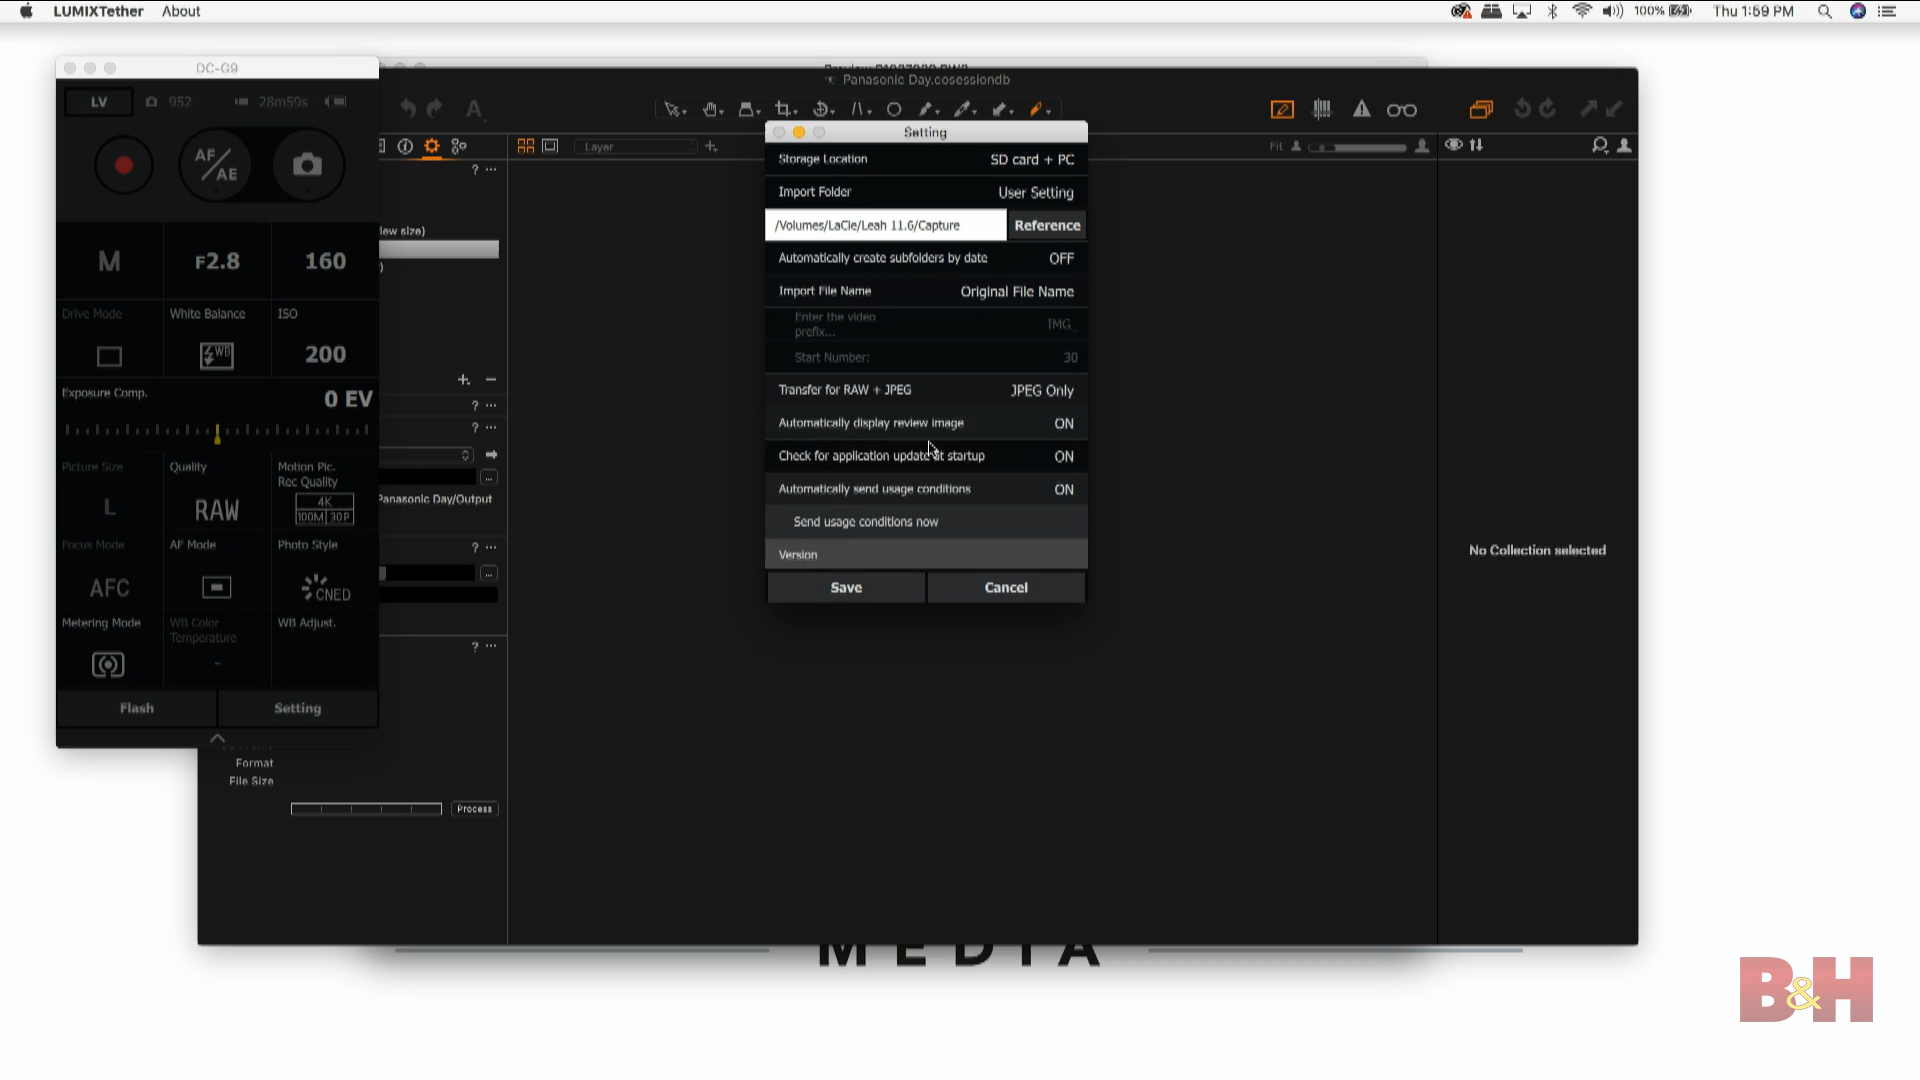 LUMIXTether About
100% Thu 1:59 PM
DC-G9
Panasonic Day.cosessiondb
LV 952 28m59s
A
AF/AE
Layer
Fit
Setting
Storage Location SD card + PC
Import Folder User Setting
/Volumes/LaCie/Leah 11.6/Capture Reference
Automatically create subfolders by date OFF
Import File Name Original File Name
Enter the video
prefix... IMG_
Start Number: 30
Transfer for RAW + JPEG JPEG Only
Automatically display review image ON
Check for application update at startup ON
Automatically send usage conditions ON
Send usage conditions now
Version
Save Cancel
M F2.8 160
Drive Mode White Balance ISO
WB 200
Exposure Comp. 0 EV
Picture Size Quality Motion Pic.
Rec Quality
L RAW 4K
100M 30P
Focus Mode AF Mode Photo Style
AFC CNED
Metering Mode WB Color
Temperature WB Adjust.
-
Flash Setting
Panasonic Day/Output
Format
File Size
Process
No Collection selected
MEDIA
B&H